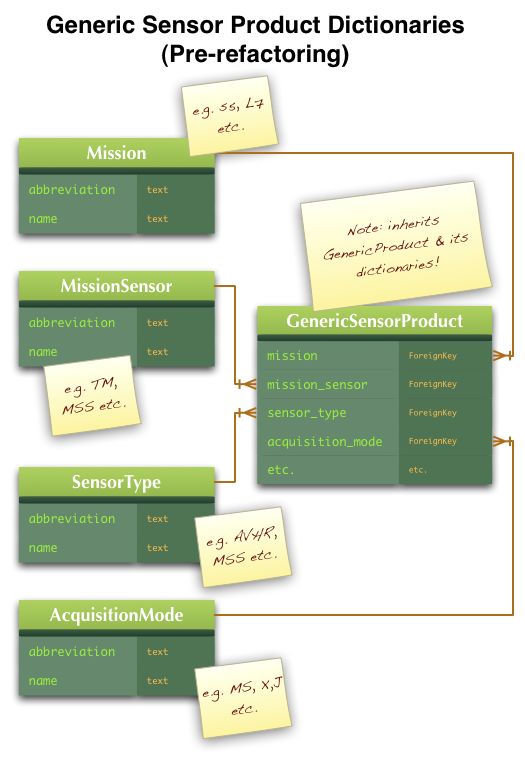 Generic Sensor Product Dictionaries
(Pre-refactoring)
e.g. S5, L7
etc.
Mission
abbreviation text
name text
Note: inherits
GenericProduct & its
dictionaries!
MissionSensor
abbreviation text
name text
e.g. TM,
MSS etc.
GenericSensorProduct
mission ForeignKey
mission_sensor ForeignKey
sensor_type ForeignKey
acquisition_mode ForeignKey
etc. etc.
SensorType
abbreviation text
name text
e.g. AVHR,
MSS etc.
AcquisitionMode
abbreviation text
name text
e.g. MS, X,J
etc.